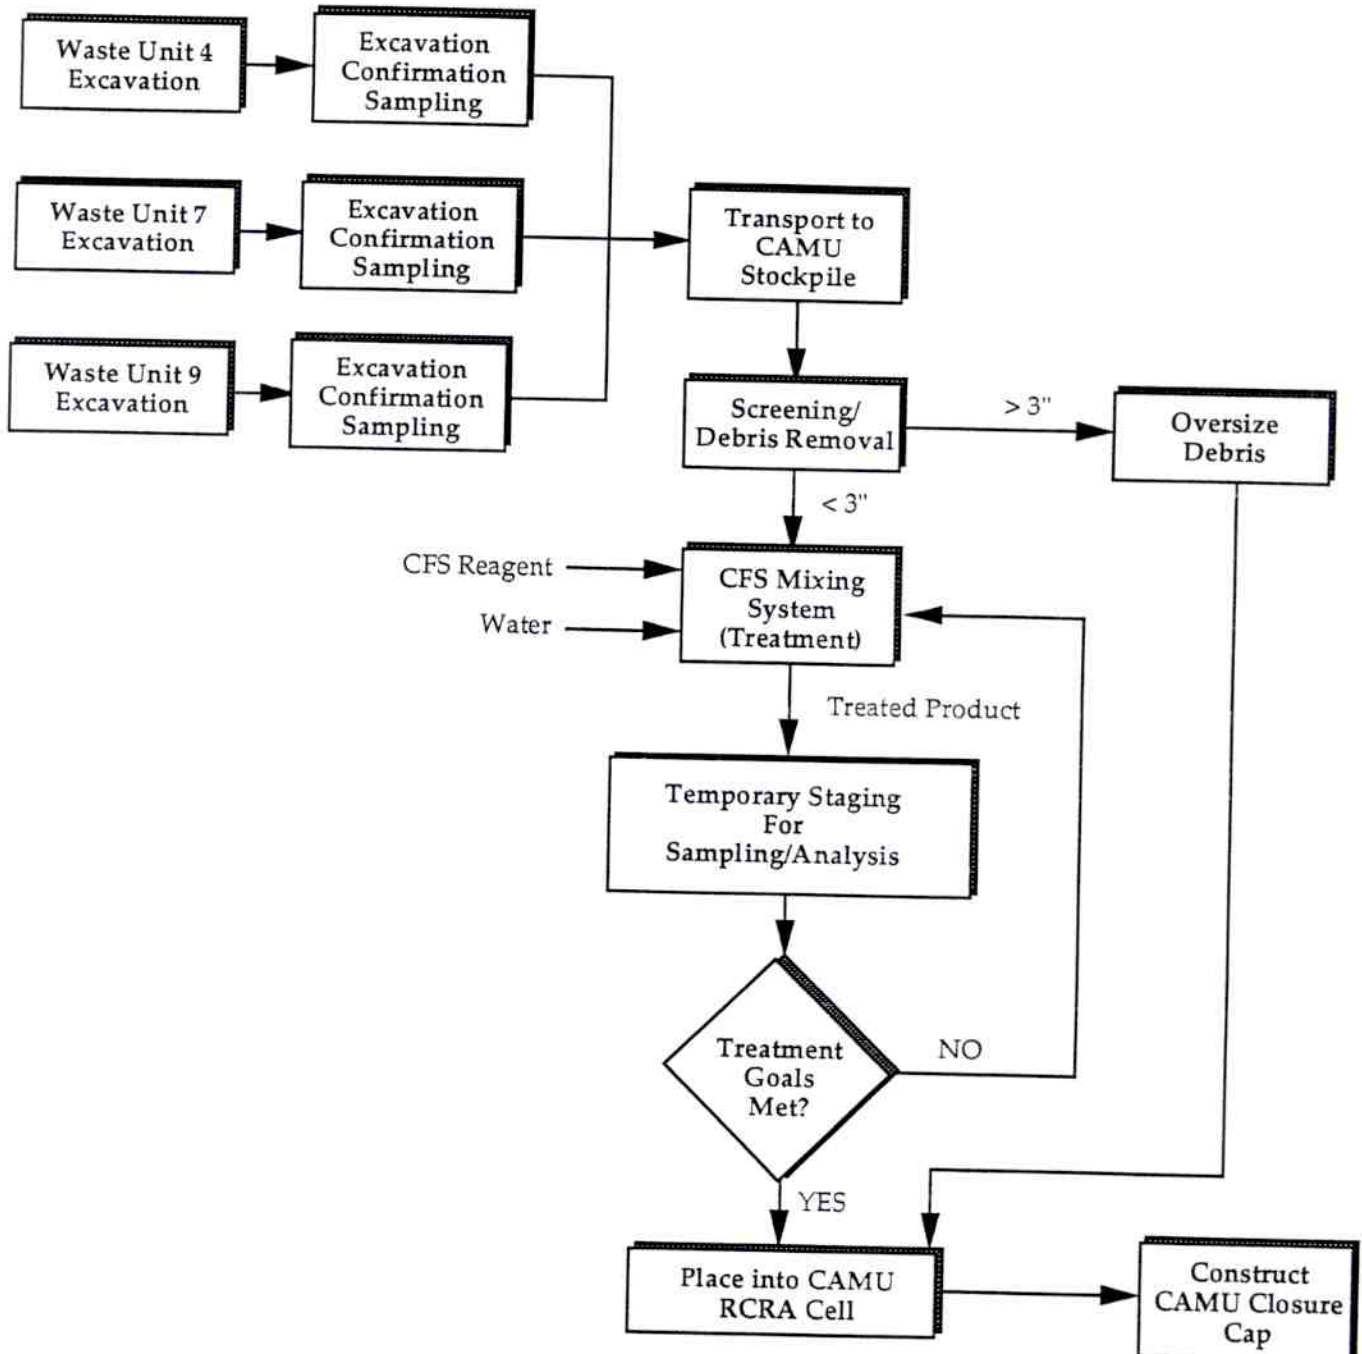 Waste Unit 4
Excavation
Excavation
Confirmation
Sampling
Waste Unit 7
Excavation
Excavation
Confirmation
Sampling
Transport to
CAMU
Stockpile
Waste Unit 9
Excavation
Excavation
Confirmation
Sampling
Screening/
Debris Removal
> 3"
Oversize
Debris
< 3"
CFS Reagent
Water
CFS Mixing
System
(Treatment)
Treated Product
Temporary Staging
For
Sampling/Analysis
Treatment
Goals
Met?
NO
YES
Place into CAMU
RCRA Cell
Construct
CAMU Closure
Cap